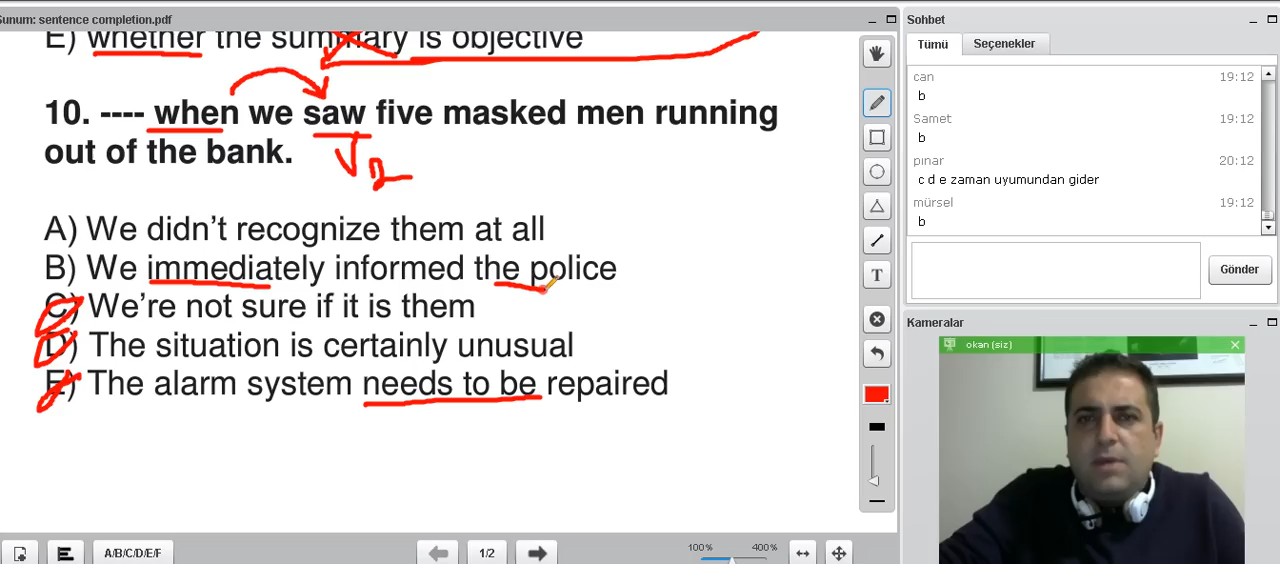 Sunum: sentence completion.pdf
E) whether the summary is objective
10. ---- when we saw five masked men running
out of the bank.
V2
A) We didn't recognize them at all
B) We immediately informed the police
C) We're not sure if it is them
D) The situation is certainly unusual
E) The alarm system needs to be repaired
T
A/B/C/D/E/F
1/2
100%
400%
Sohbet
Tümü
Seçenekler
can 19:12
b
Samet 19:12
b
pınar 20:12
c d e zaman uyumundan gider
mürsel 19:12
b
Gönder
Kameralar
okan (siz)